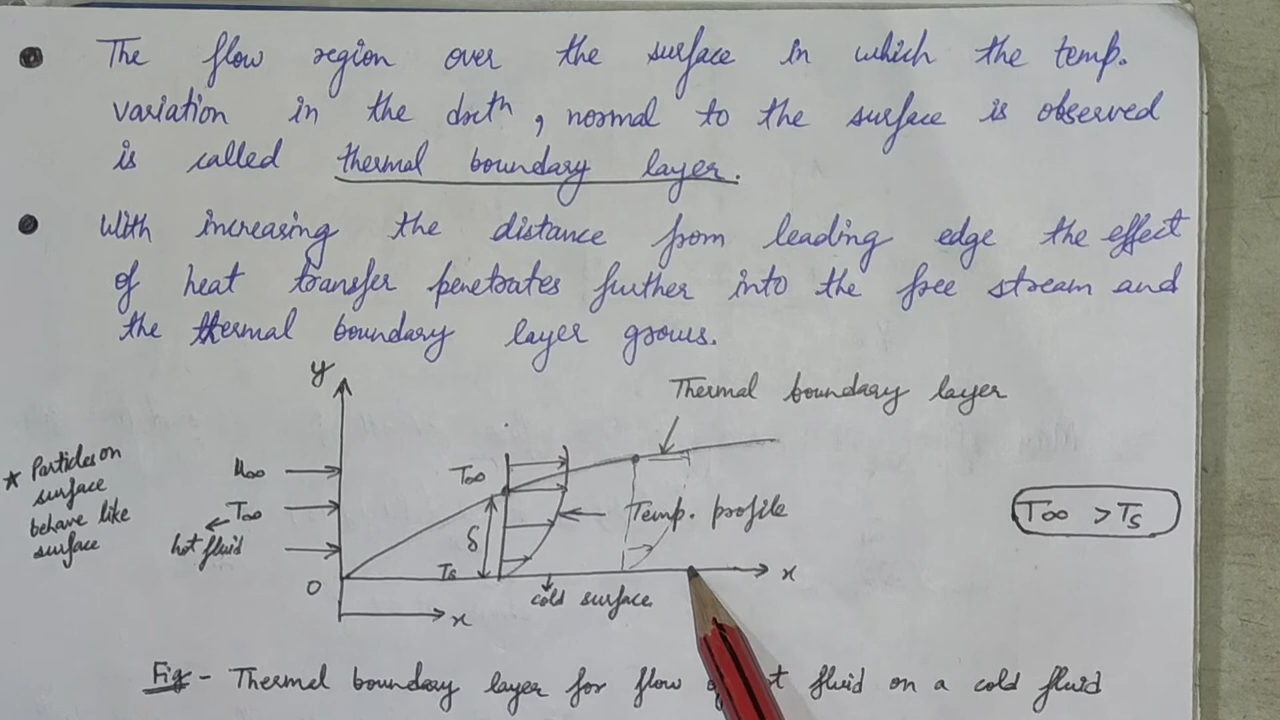 The flow region over the surface in which the temp.
variation in the drctn, normal to the surface is observed
is called thermal boundary layer.
With increasing the distance from leading edge the effect
of heat transfer penetrates further into the free stream and
the thermal boundary layer grows.
y
Thermal boundary layer
* Particles on
surface
behave like
surface
u∞
T∞
hot fluid
T∞
δ
Ts
Temp. profile
T∞ > Ts
O
x
cold surface
x
Fig - Thermal boundary layer for flow fluid on a cold fluid